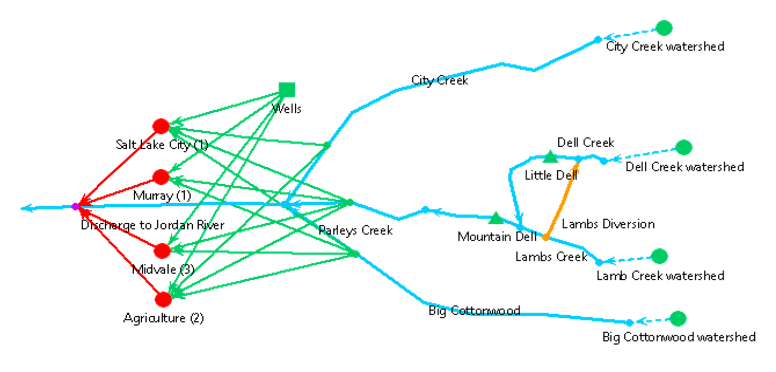 City Creek watershed
City Creek
Wells
Salt Lake City (1)
Dell Creek
Dell Creek watershed
Little Dell
Murray (1)
Discharge to Jordan River
Parleys Creek
Lambs Diversion
Mountain Dell
Lambs Creek
Midvale (3)
Lamb Creek watershed
Agriculture (2)
Big Cottonwood
Big Cottonwood watershed